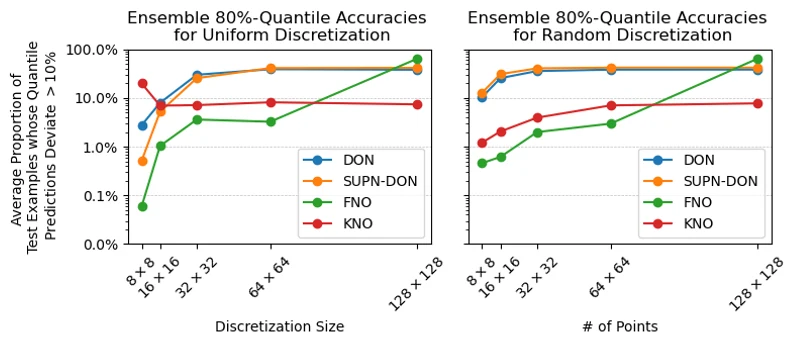 Ensemble 80%-Quantile Accuracies
for Uniform Discretization
Average Proportion of
Test Examples whose Quantile
Predictions Deviate > 10%
100.0%
10.0%
1.0%
0.1%
0.0%
DON
SUPN-DON
FNO
KNO
8 × 8
16 × 16
32 × 32
64 × 64
128 × 128
Discretization Size
Ensemble 80%-Quantile Accuracies
for Random Discretization
DON
SUPN-DON
FNO
KNO
8 × 8
16 × 16
32 × 32
64 × 64
128 × 128
# of Points